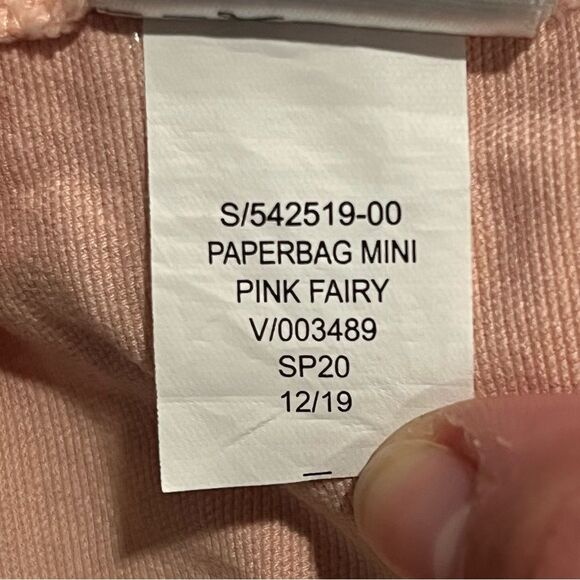 S/542519-00
PAPERBAG MINI
PINK FAIRY
V/003489
SP20
12/19